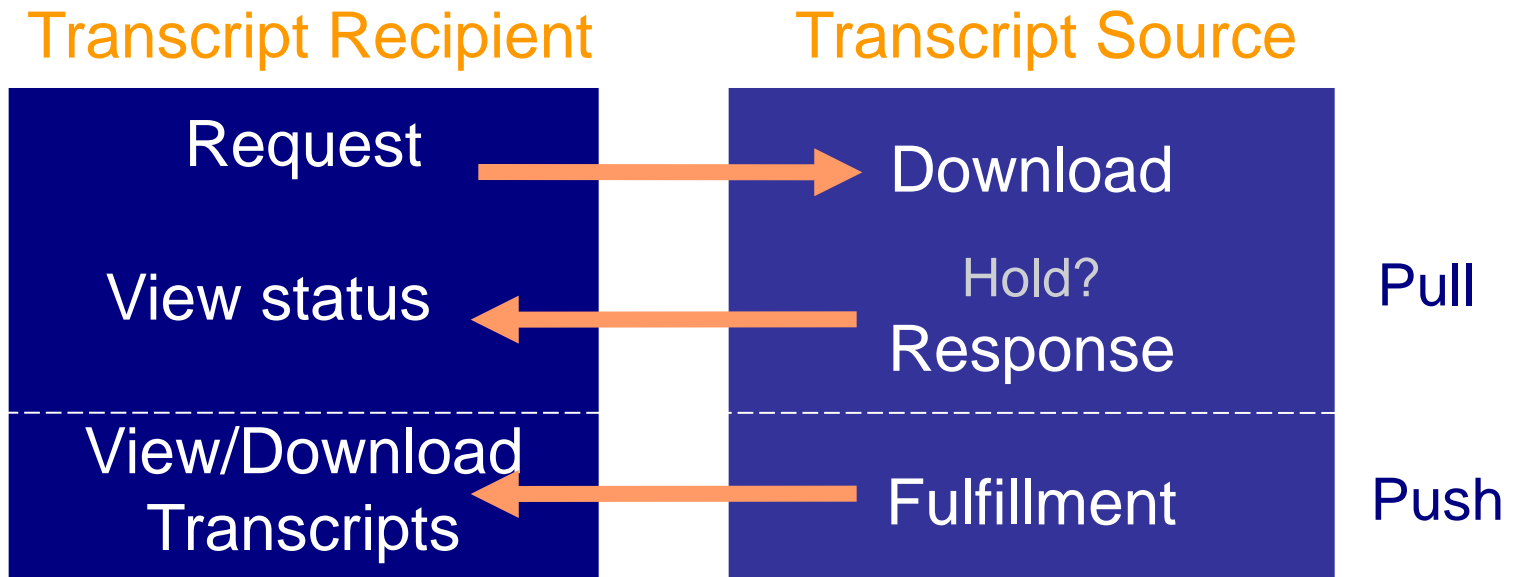 Transcript Recipient
Transcript Source
Request
Download
View status
Hold?
Response
Pull
View/Download
Transcripts
Fulfillment
Push